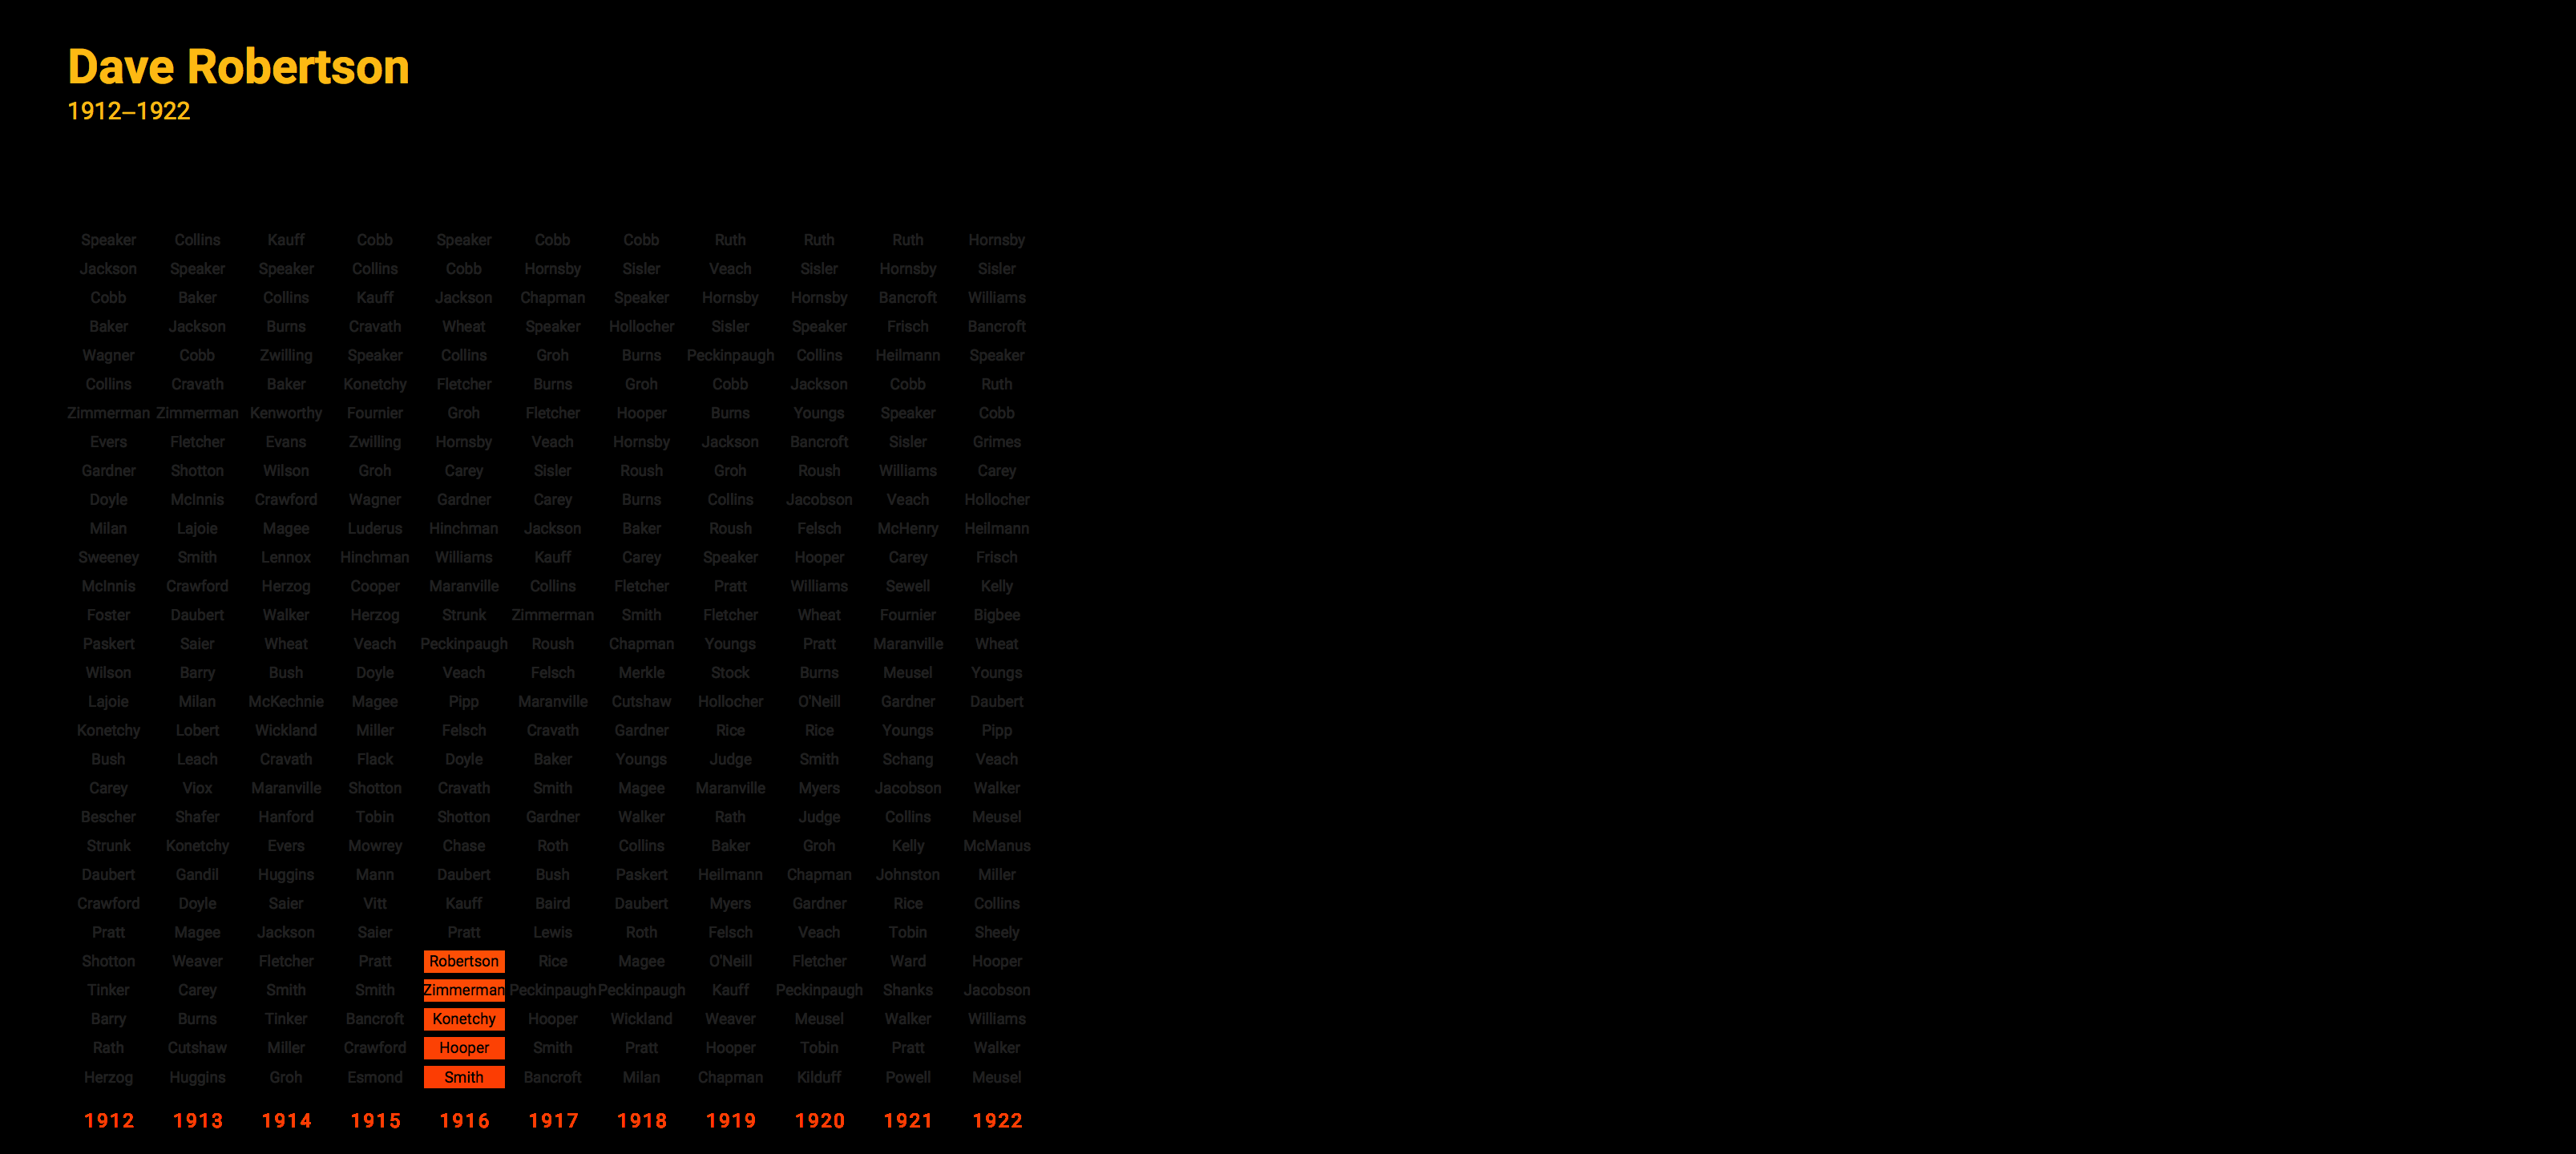 Dave Robertson
1912–1922
Speaker Collins Kauff Cobb Speaker Cobb Cobb Ruth Ruth Ruth Hornsby
Jackson Speaker Speaker Collins Cobb Hornsby Sisler Veach Sisler Hornsby Sisler
Cobb Baker Collins Kauff Jackson Chapman Speaker Hornsby Hornsby Bancroft Williams
Baker Jackson Burns Cravath Wheat Speaker Hollocher Sisler Speaker Frisch Bancroft
Wagner Cobb Zwilling Speaker Collins Groh Burns Peckinpaugh Collins Heilmann Speaker
Collins Cravath Baker Konetchy Fletcher Burns Groh Cobb Jackson Cobb Ruth
Zimmerman Zimmerman Kenworthy Fournier Groh Fletcher Hooper Burns Youngs Speaker Cobb
Evers Fletcher Evans Zwilling Hornsby Veach Hornsby Jackson Bancroft Sisler Grimes
Gardner Shotton Wilson Groh Carey Sisler Roush Groh Roush Williams Carey
Doyle McInnis Crawford Wagner Gardner Carey Burns Collins Jacobson Veach Hollocher
Milan Lajoie Magee Luderus Hinchman Jackson Baker Roush Felsch McHenry Heilmann
Sweeney Smith Lennox Hinchman Williams Kauff Carey Speaker Hooper Carey Frisch
McInnis Crawford Herzog Cooper Maranville Collins Fletcher Pratt Williams Sewell Kelly
Foster Daubert Walker Herzog Strunk Zimmerman Smith Fletcher Wheat Fournier Bigbee
Paskert Saier Wheat Veach Peckinpaugh Roush Chapman Youngs Pratt Maranville Wheat
Wilson Barry Bush Doyle Veach Felsch Merkle Stock Burns Meusel Youngs
Lajoie Milan McKechnie Magee Pipp Maranville Cutshaw Hollocher O'Neill Gardner Daubert
Konetchy Lobert Wickland Miller Felsch Cravath Gardner Rice Rice Youngs Pipp
Bush Leach Cravath Flack Doyle Baker Youngs Judge Smith Schang Veach
Carey Viox Maranville Shotton Cravath Smith Magee Maranville Myers Jacobson Walker
Bescher Shafer Hanford Tobin Shotton Gardner Walker Rath Judge Collins Meusel
Strunk Konetchy Evers Mowrey Chase Roth Collins Baker Groh Kelly McManus
Daubert Gandil Huggins Mann Daubert Bush Paskert Heilmann Chapman Johnston Miller
Crawford Doyle Saier Vitt Kauff Baird Daubert Myers Gardner Rice Collins
Pratt Magee Jackson Saier Pratt Lewis Roth Felsch Veach Tobin Sheely
Shotton Weaver Fletcher Pratt Robertson Rice Magee O'Neill Fletcher Ward Hooper
Tinker Carey Smith Smith Zimmerman Peckinpaugh Peckinpaugh Kauff Peckinpaugh Shanks Jacobson
Barry Burns Tinker Bancroft Konetchy Hooper Wickland Weaver Meusel Walker Williams
Rath Cutshaw Miller Crawford Hooper Smith Pratt Hooper Tobin Pratt Walker
Herzog Huggins Groh Esmond Smith Bancroft Milan Chapman Kilduff Powell Meusel
1912 1913 1914 1915 1916 1917 1918 1919 1920 1921 1922